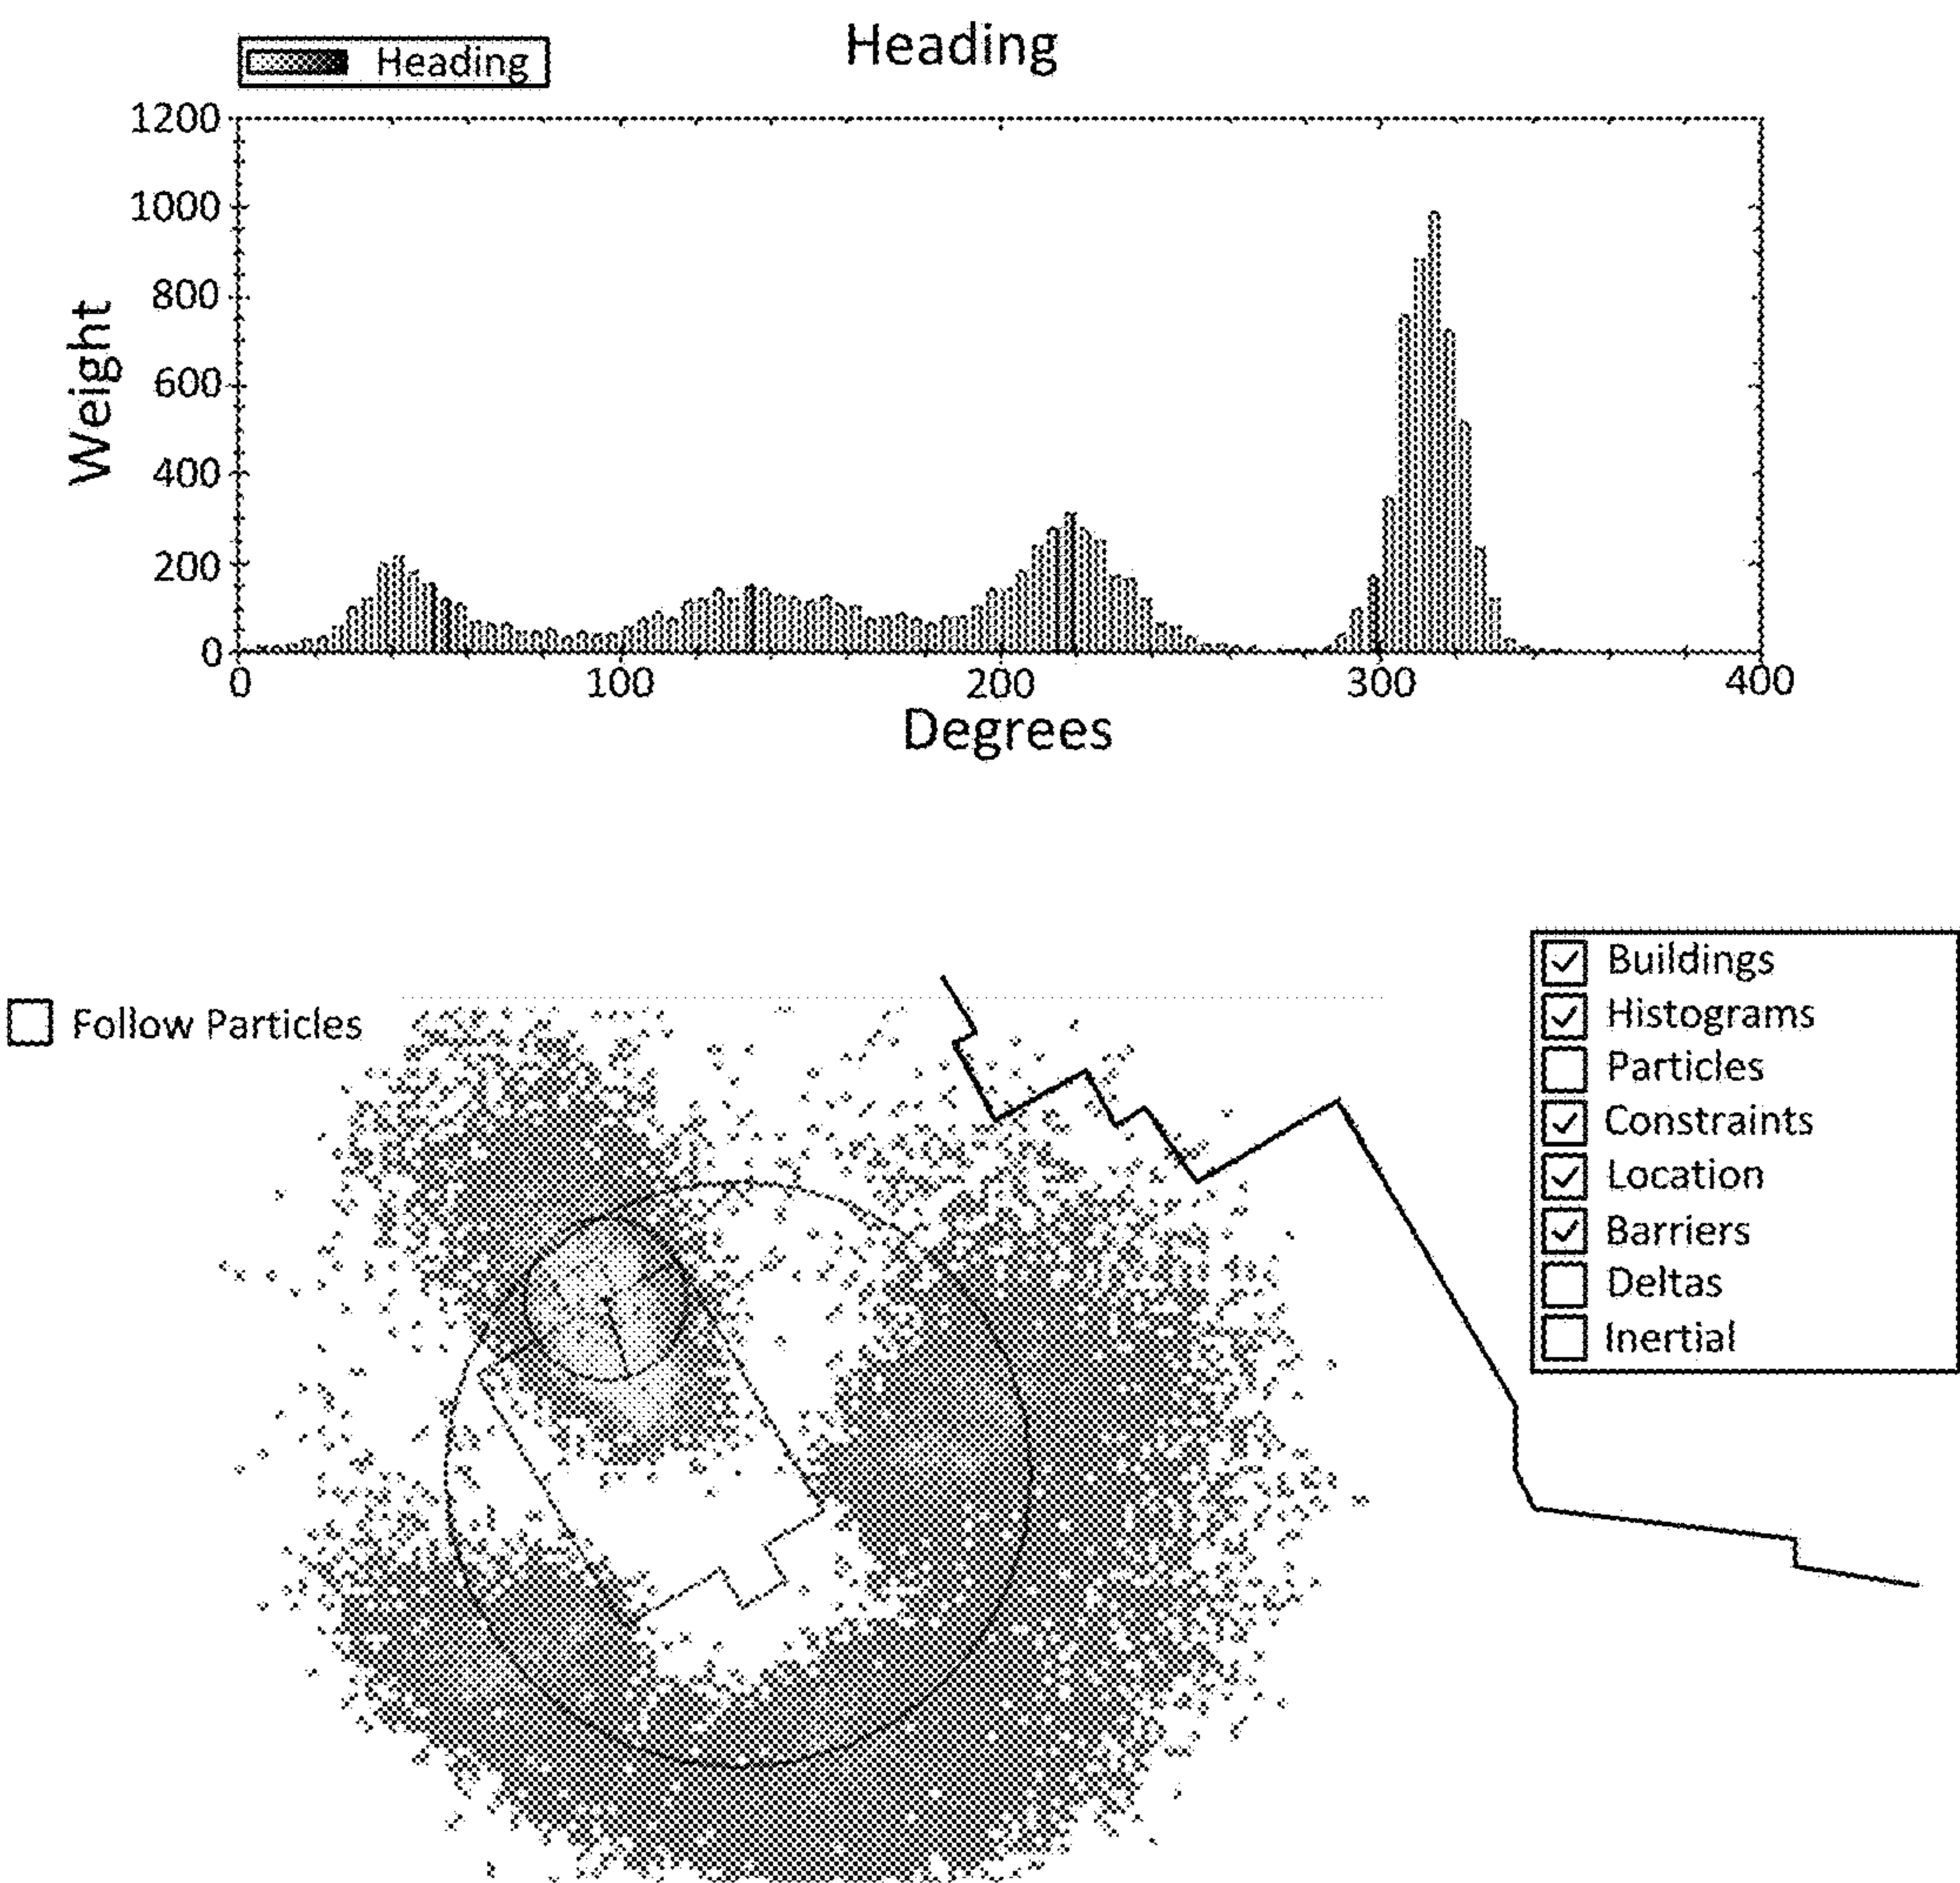 Heading
Heading
1200
1000
800
600
400
200
0
Weight
0 100 200 300 400
Degrees
Follow Particles
Buildings
Histograms
Particles
Constraints
Location
Barriers
Deltas
Inertial